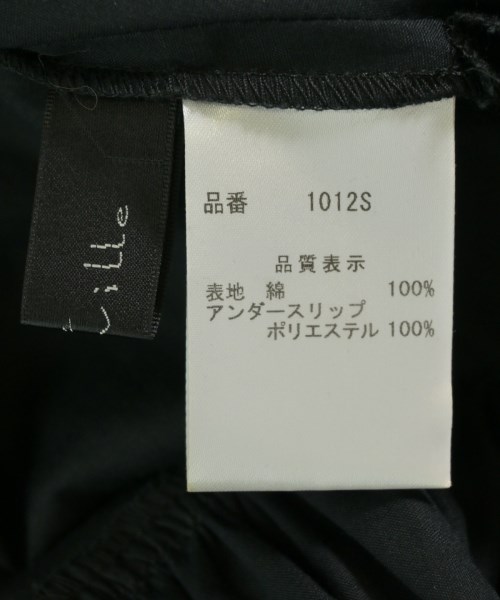 品番 1012S
品質表示
表地 綿 100%
アンダースリップ
ポリエステル 100%